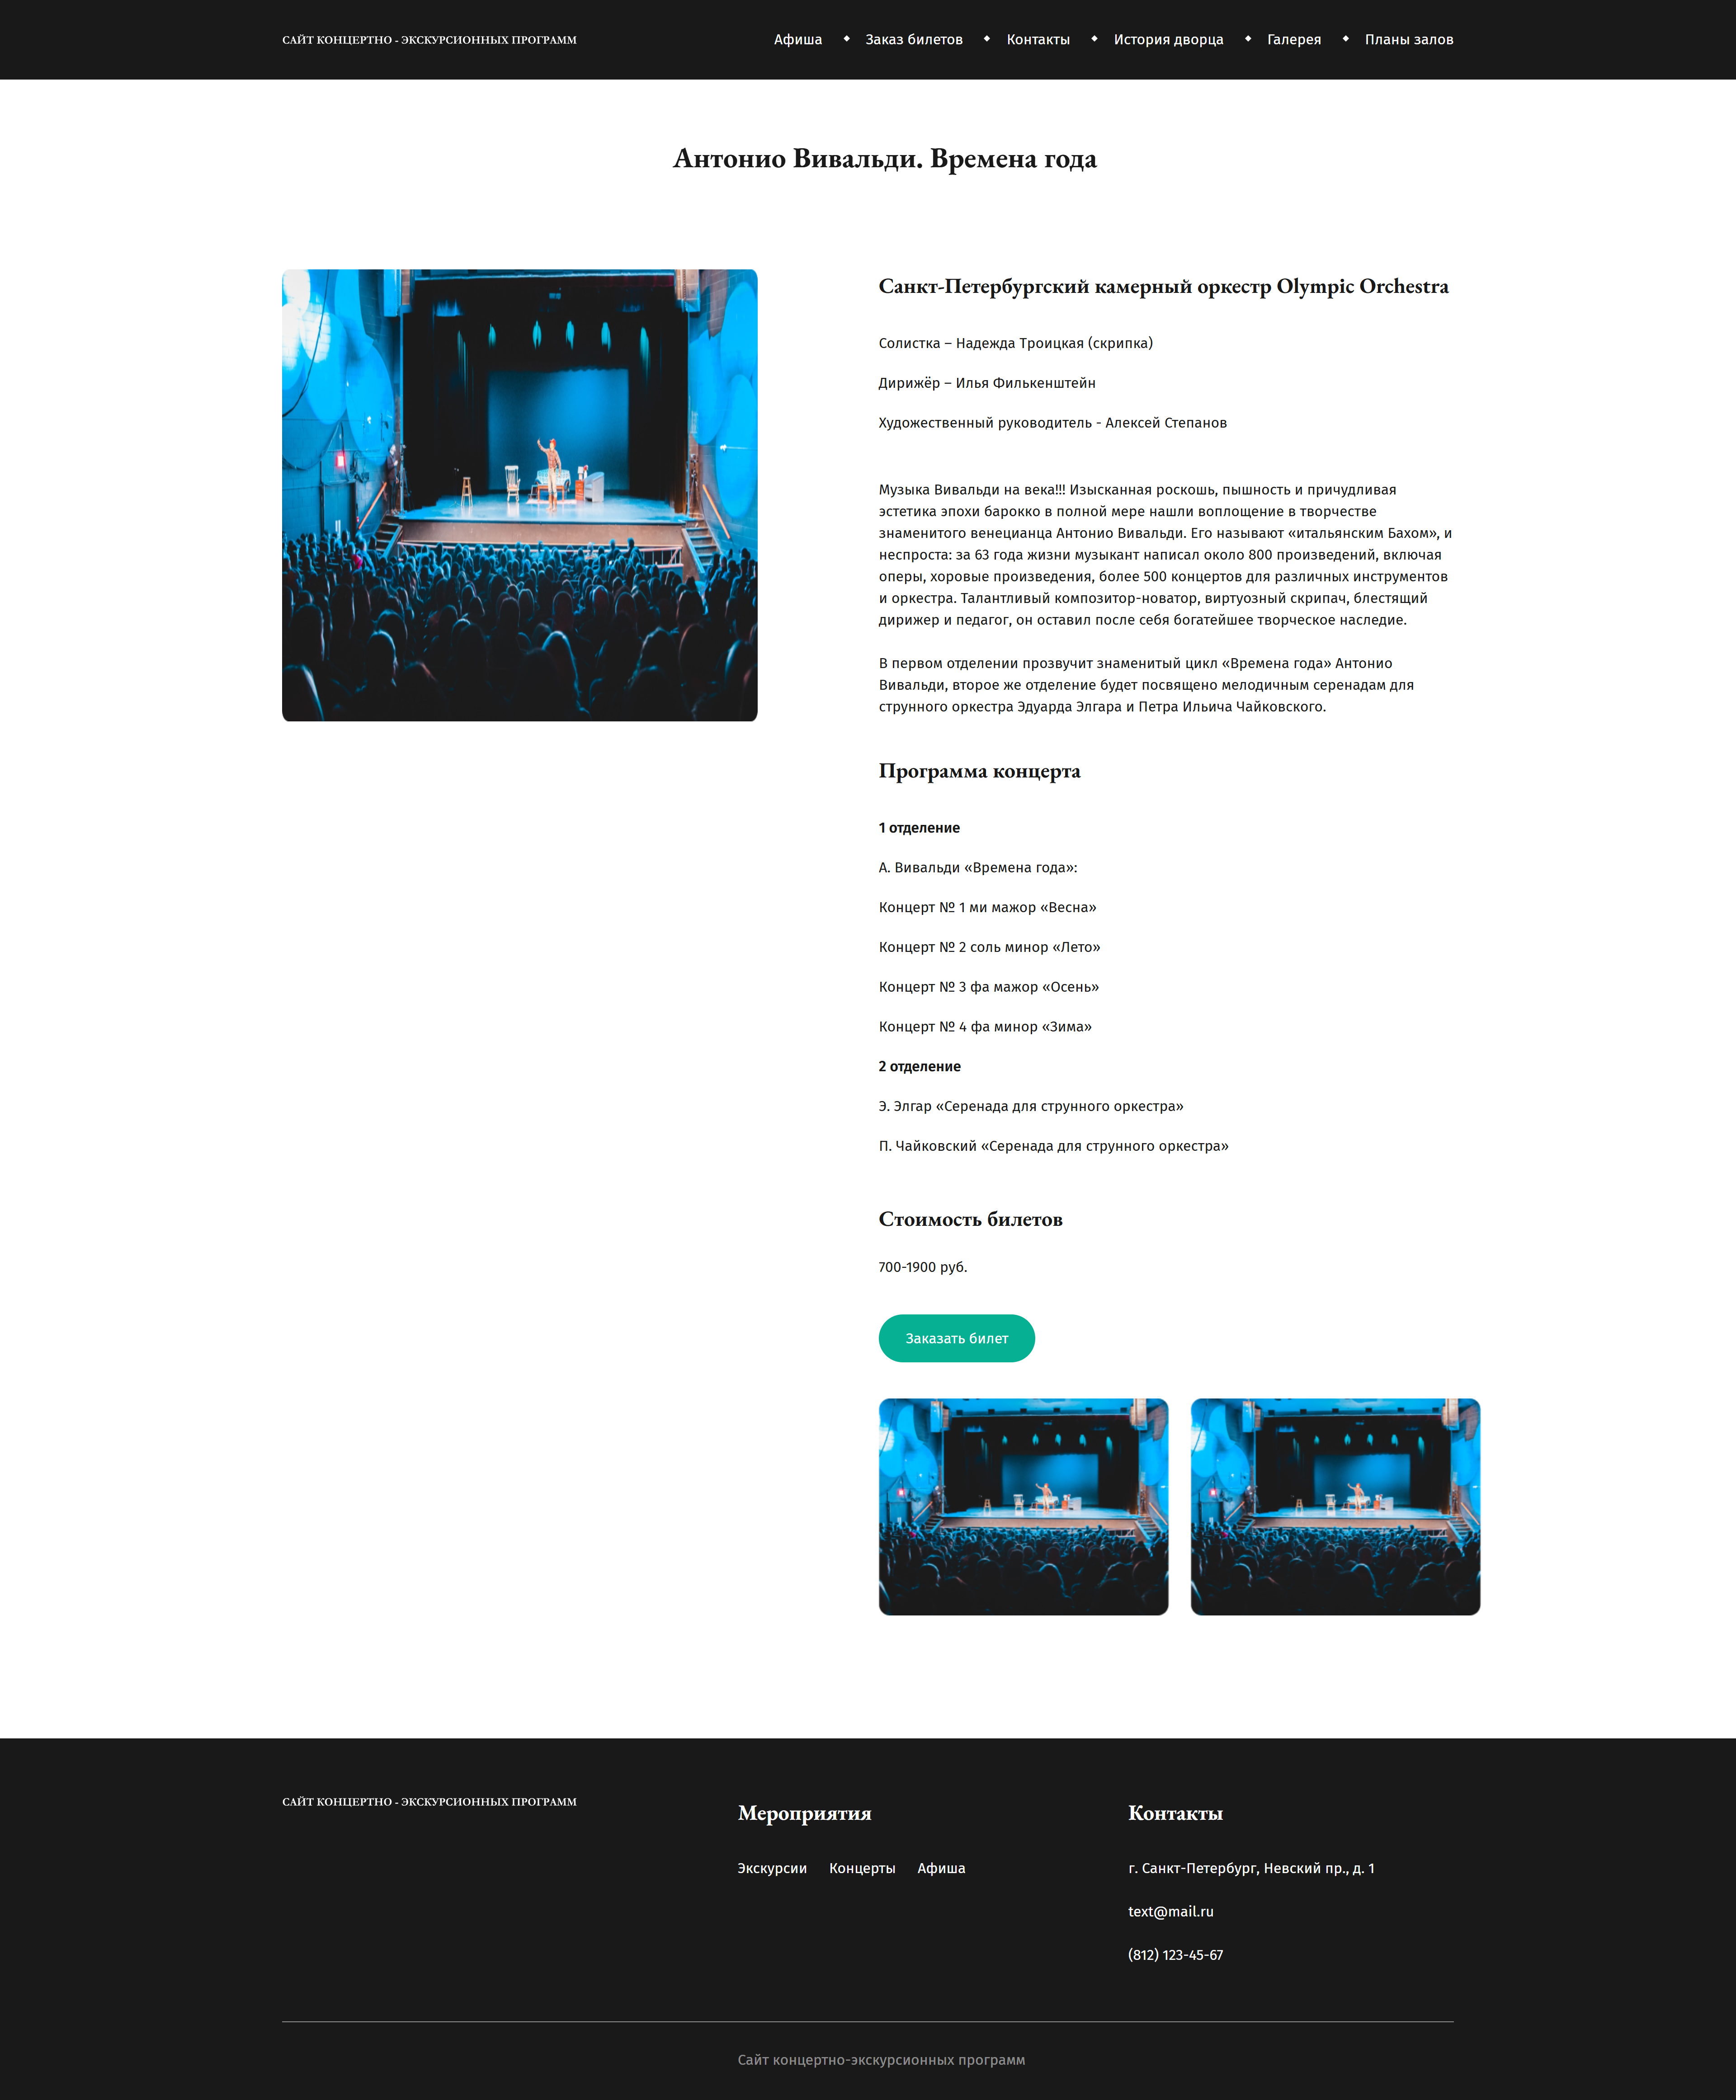 САЙТ КОНЦЕРТНО - ЭКСКУРСИОННЫХ ПРОГРАММ
Афиша
Заказ билетов
Контакты
История дворца
Галерея
Планы залов
Антонио Вивальди. Времена года
Санкт-Петербургский камерный оркестр Olympic Orchestra
Солистка – Надежда Троицкая (скрипка)
Дирижёр – Илья Филькенштейн
Художественный руководитель - Алексей Степанов
Музыка Вивальди на века!!! Изысканная роскошь, пышность и причудливая
эстетика эпохи барокко в полной мере нашли воплощение в творчестве
знаменитого венецианца Антонио Вивальди. Его называют «итальянским Бахом», и
неспроста: за 63 года жизни музыкант написал около 800 произведений, включая
оперы, хоровые произведения, более 500 концертов для различных инструментов
и оркестра. Талантливый композитор-новатор, виртуозный скрипач, блестящий
дирижер и педагог, он оставил после себя богатейшее творческое наследие.
В первом отделении прозвучит знаменитый цикл «Времена года» Антонио
Вивальди, второе же отделение будет посвящено мелодичным серенадам для
струнного оркестра Эдуарда Элгара и Петра Ильича Чайковского.
Программа концерта
1 отделение
А. Вивальди «Времена года»:
Концерт № 1 ми мажор «Весна»
Концерт № 2 соль минор «Лето»
Концерт № 3 фа мажор «Осень»
Концерт № 4 фа минор «Зима»
2 отделение
Э. Элгар «Серенада для струнного оркестра»
П. Чайковский «Серенада для струнного оркестра»
Стоимость билетов
700-1900 руб.
Заказать билет
САЙТ КОНЦЕРТНО - ЭКСКУРСИОННЫХ ПРОГРАММ
Мероприятия
Экскурсии
Концерты
Афиша
Контакты
г. Санкт-Петербург, Невский пр., д. 1
text@mail.ru
(812) 123-45-67
Сайт концертно-экскурсионных программ